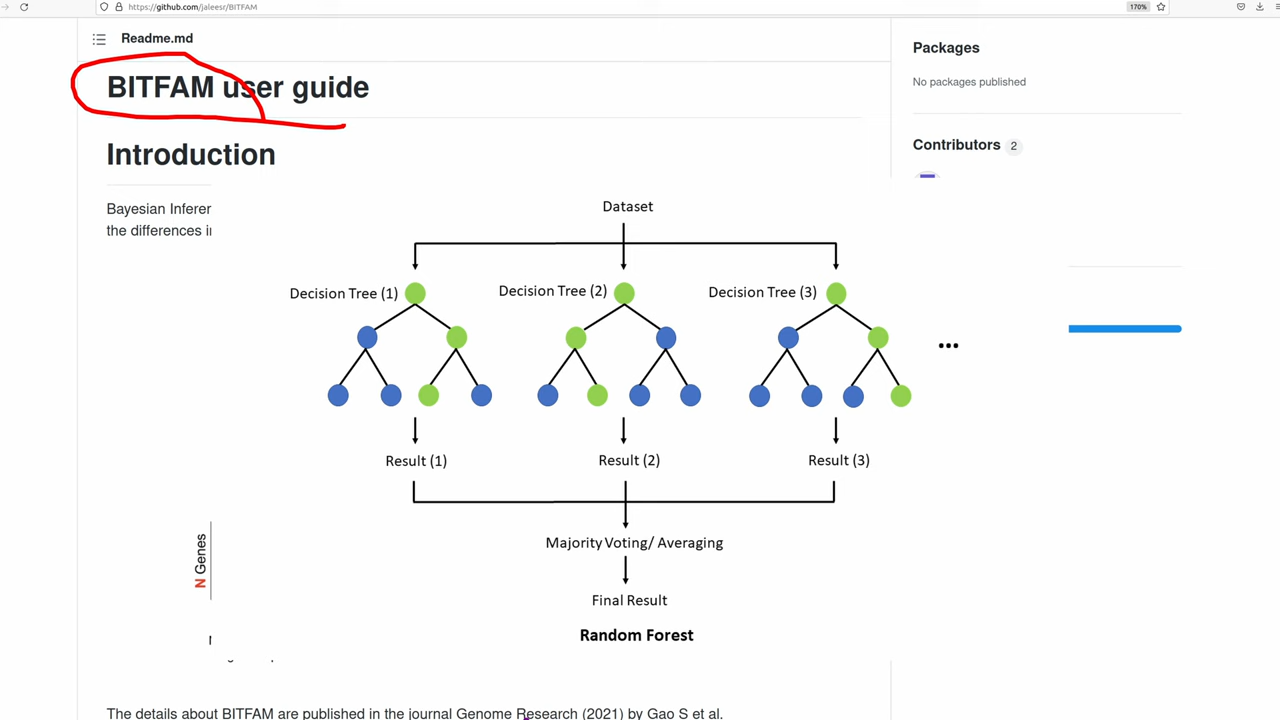 https://github.com/jaleesr/BITFAM
170%
Readme.md
BITFAM user guide
Introduction
Bayesian Inferer
the differences in
Packages
No packages published
Contributors 2
Dataset
Decision Tree (1)
Decision Tree (2)
Decision Tree (3)
...
Result (1)
Result (2)
Result (3)
Majority Voting/ Averaging
Final Result
Random Forest
N Genes
The details about BITFAM are published in the journal Genome Research (2021) by Gao S et al.